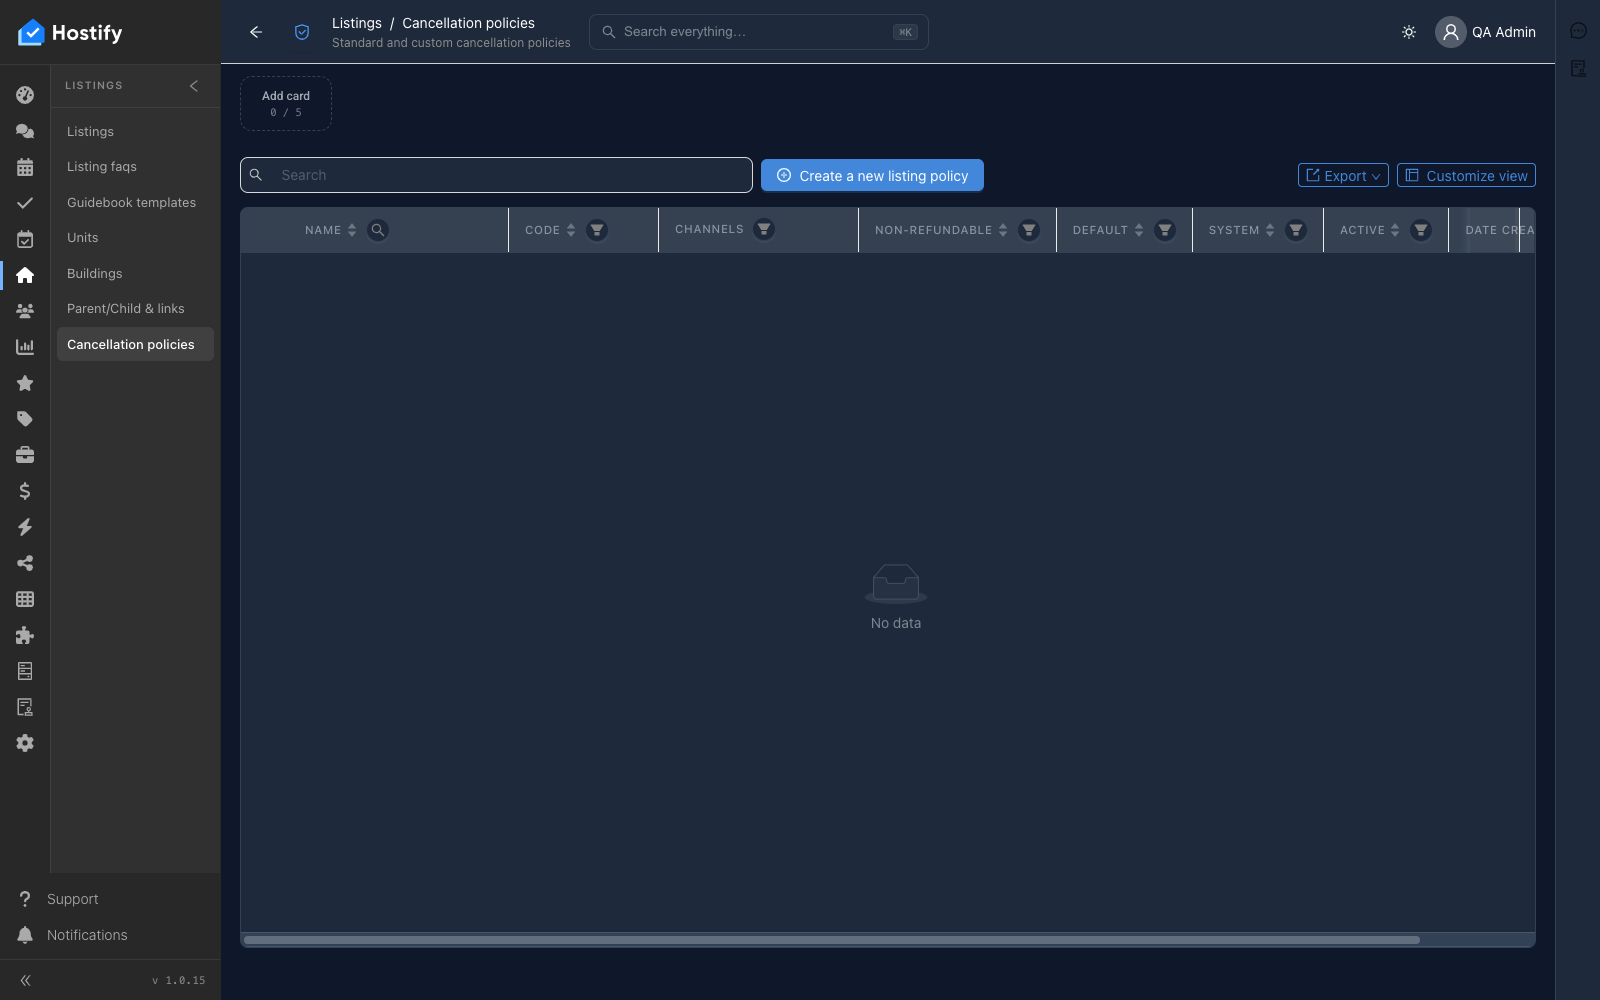 Hostify
Listings / Cancellation policies
Standard and custom cancellation policies
Search everything...
⌘K
QA Admin
LISTINGS
Listings
Listing faqs
Guidebook templates
Units
Buildings
Parent/Child & links
Cancellation policies
Support
Notifications
v 1.0.15
Add card
0 / 5
Search
Create a new listing policy
Export
Customize view
NAME
CODE
CHANNELS
NON-REFUNDABLE
DEFAULT
SYSTEM
ACTIVE
DATE CREA
No data